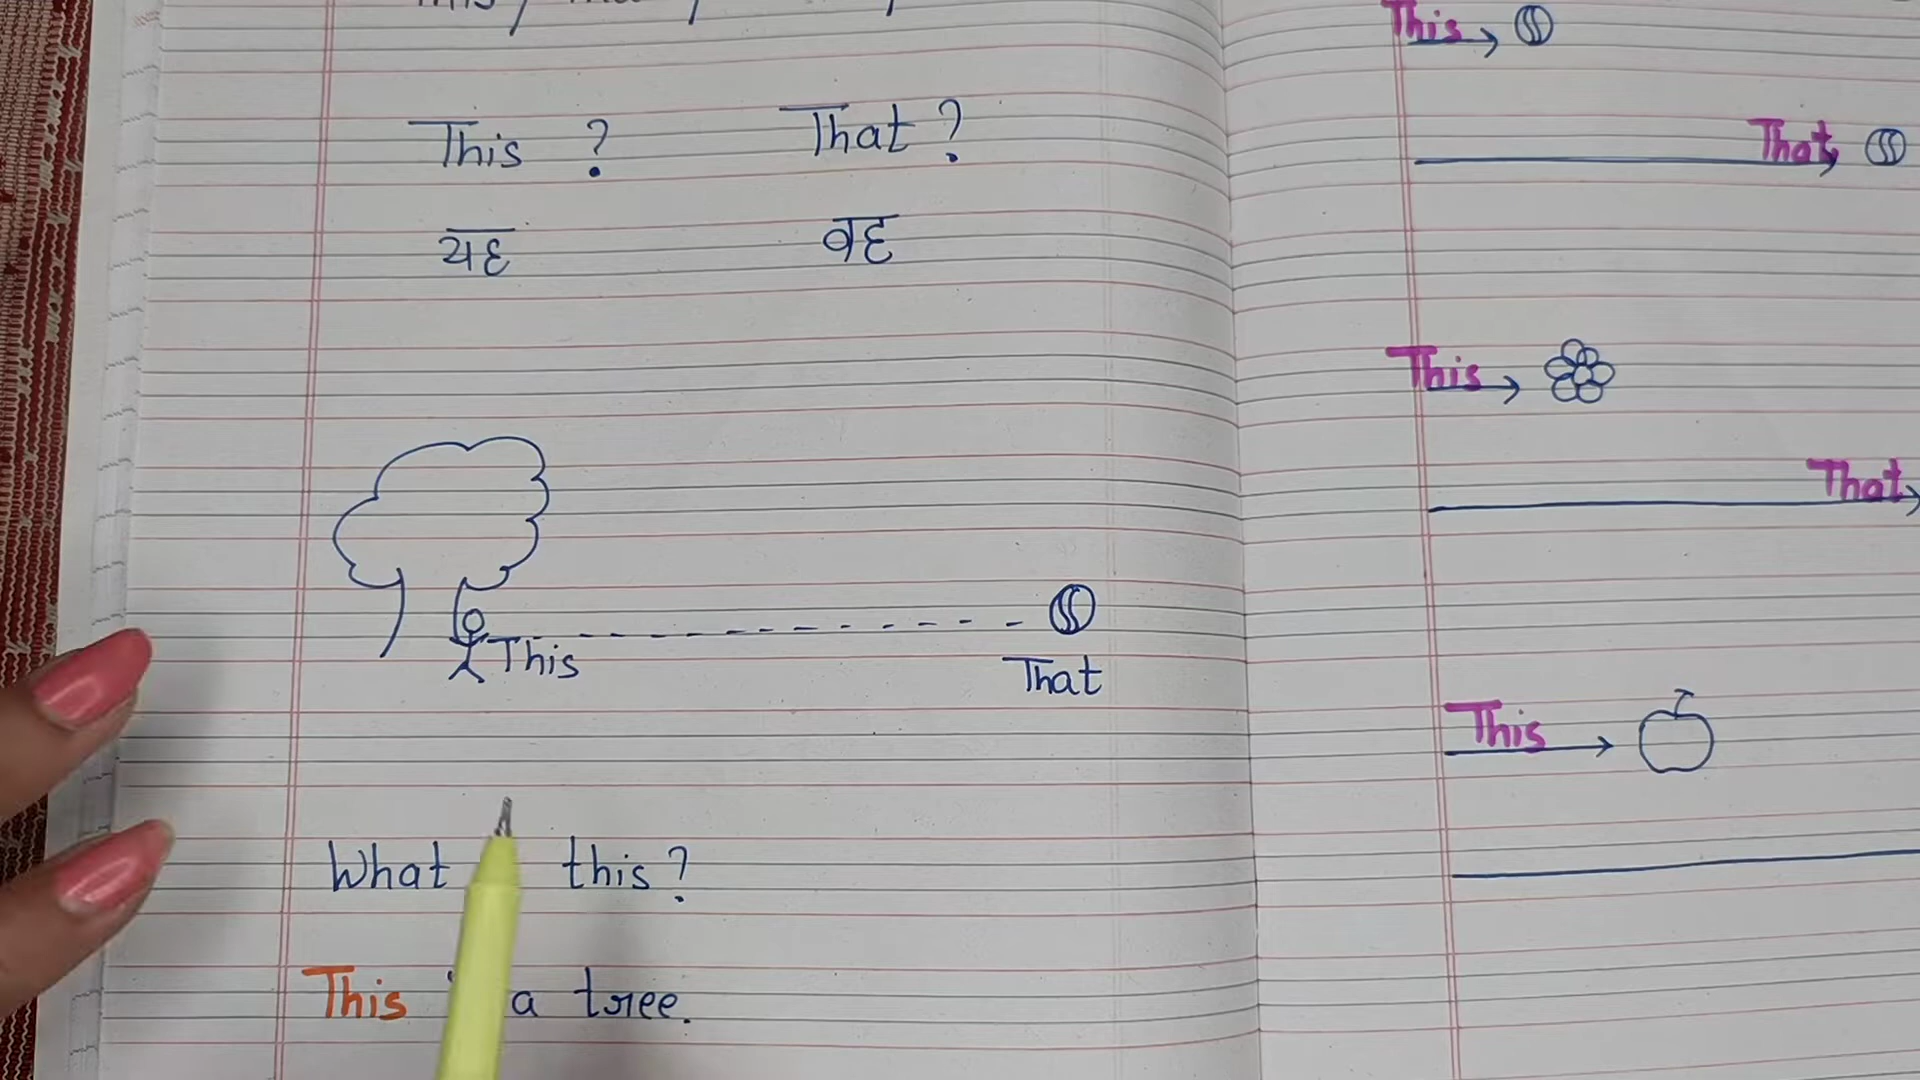 This ? That ?
यह वह
This That
What this?
This a tree.
This
That
This
That
This